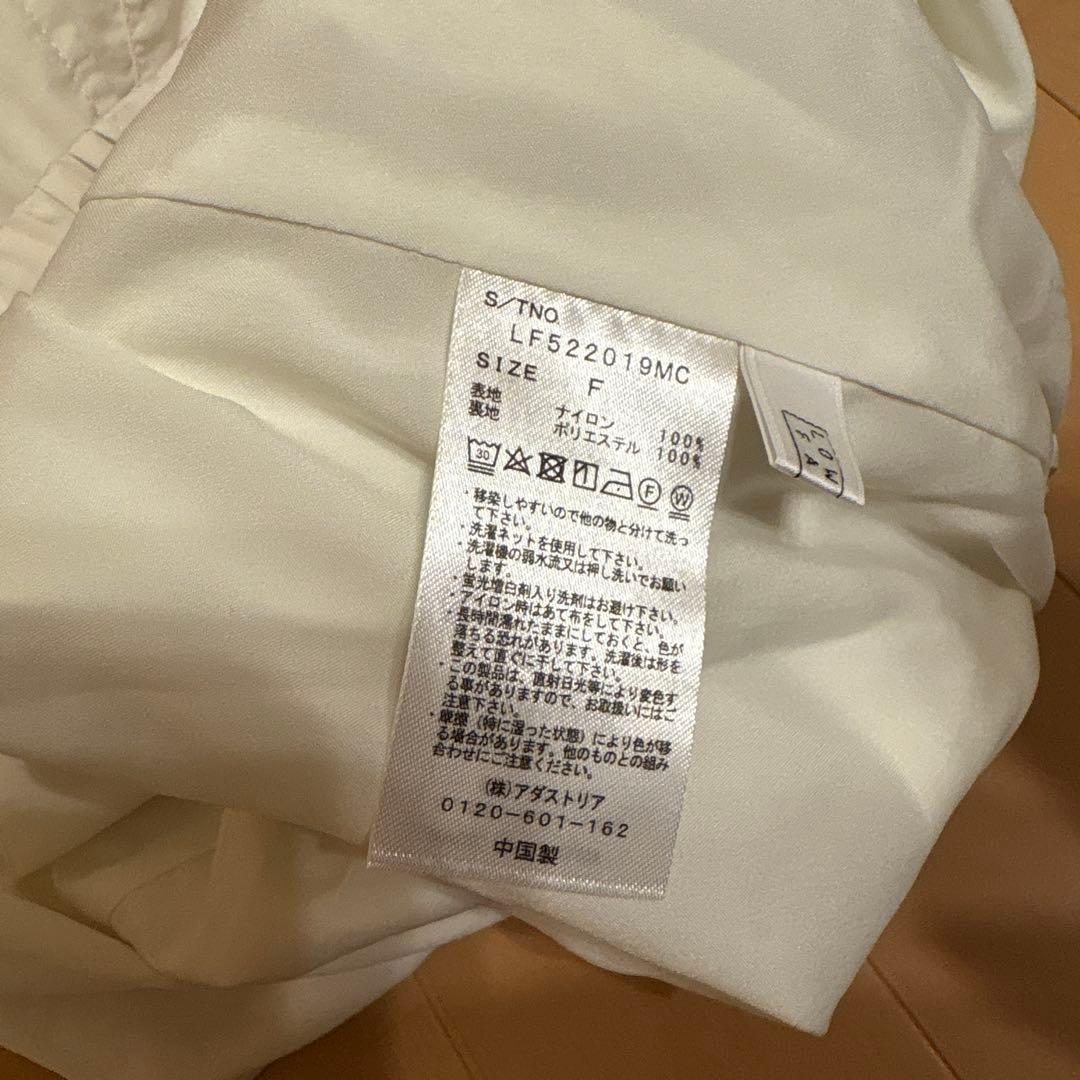 S/TNO.
LF522019MC
SIZE F
表地 ナイロン 100%
裏地 ポリエステル 100%
30
F
W
・移染しやすいので他の物と分けて洗っ
て下さい。
・洗濯ネットを使用して下さい。
・洗濯機の弱水流又は押し洗いでお願い
します。
・蛍光増白剤入り洗剤はお避け下さい。
・アイロン時はあて布をして下さい。
・長時間濡れたままにしておくと、色が
落ちる恐れがあります。洗濯後は形を
整えて直ぐに干して下さい。
・この製品は、直射日光等により変色す
る事がありますので、お取扱いにはご
注意下さい。
・摩擦（特に湿った状態）により色が移
る場合があります。他のものとの組み
合わせにご注意ください。
(株)アダストリア
0120-601-162
中国製
LOW
FA